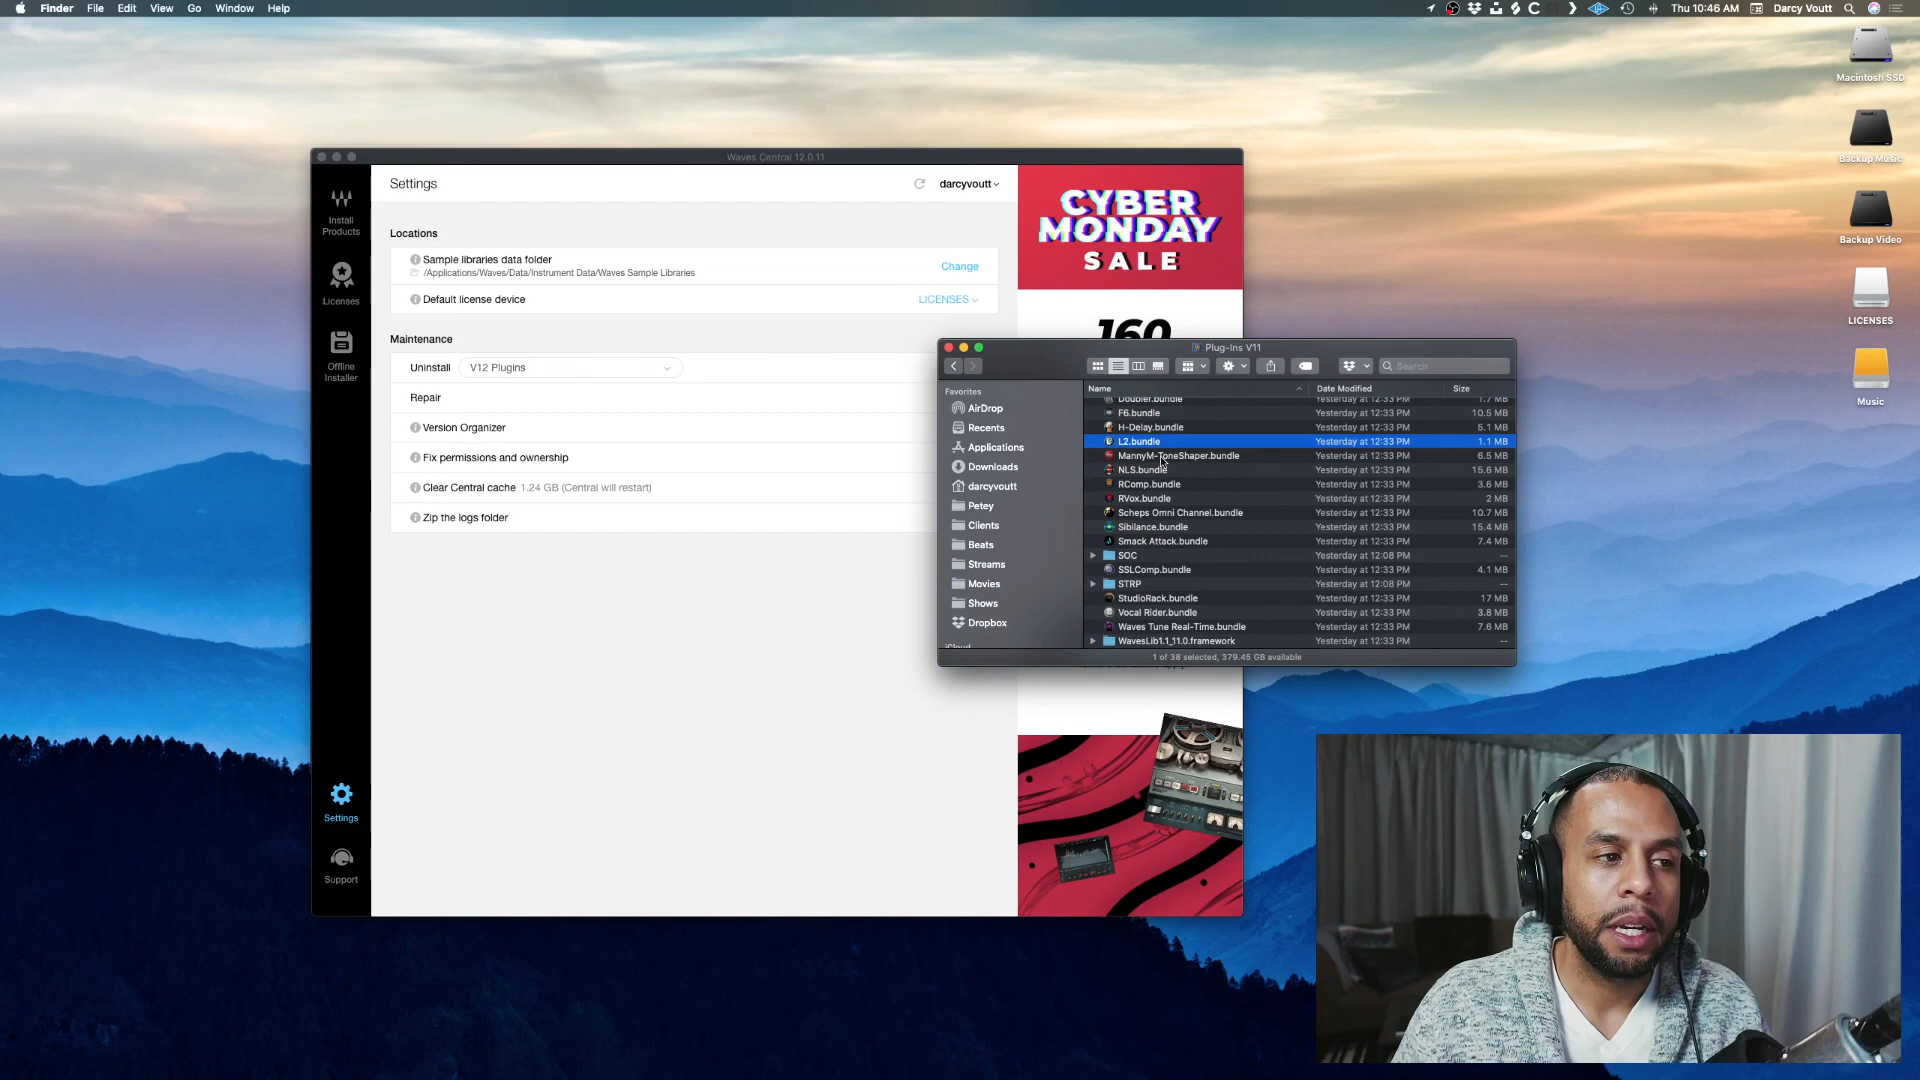 Finder File Edit View Go Window Help
Thu 10:46 AM Darcy Voutt
Macintosh SSD
Backup Music
Backup Video
LICENSES
Music
Waves Central 12.0.11
Install
Products
Licenses
Offline
Installer
Settings
Support
Settings
darcyvoutt
Locations
Sample libraries data folder
/Applications/Waves/Data/Instrument Data/Waves Sample Libraries
Change
Default license device
LICENSES
Maintenance
Uninstall V12 Plugins
Repair
Version Organizer
Fix permissions and ownership
Clear Central cache 1.24 GB (Central will restart)
Zip the logs folder
CYBER
MONDAY
SALE
160
Plug-Ins V11
Search
Favorites
AirDrop
Recents
Applications
Downloads
darcyvoutt
Petey
Clients
Beats
Streams
Movies
Shows
Dropbox
iCloud
Name Date Modified Size
Doubler.bundle Yesterday at 12:33 PM 1.7 MB
F6.bundle Yesterday at 12:33 PM 10.5 MB
H-Delay.bundle Yesterday at 12:33 PM 5.1 MB
L2.bundle Yesterday at 12:33 PM 1.1 MB
MannyM-ToneShaper.bundle Yesterday at 12:33 PM 6.5 MB
NLS.bundle Yesterday at 12:33 PM 15.6 MB
RComp.bundle Yesterday at 12:33 PM 3.6 MB
RVox.bundle Yesterday at 12:33 PM 2 MB
Scheps Omni Channel.bundle Yesterday at 12:33 PM 10.7 MB
Sibilance.bundle Yesterday at 12:33 PM 15.4 MB
Smack Attack.bundle Yesterday at 12:33 PM 7.4 MB
SOC Yesterday at 12:08 PM --
SSLComp.bundle Yesterday at 12:33 PM 4.1 MB
STRP Yesterday at 12:08 PM --
StudioRack.bundle Yesterday at 12:33 PM 17 MB
Vocal Rider.bundle Yesterday at 12:33 PM 3.8 MB
Waves Tune Real-Time.bundle Yesterday at 12:33 PM 7.6 MB
WavesLib1.1_11.0.framework Yesterday at 12:33 PM --
1 of 38 selected, 379.45 GB available